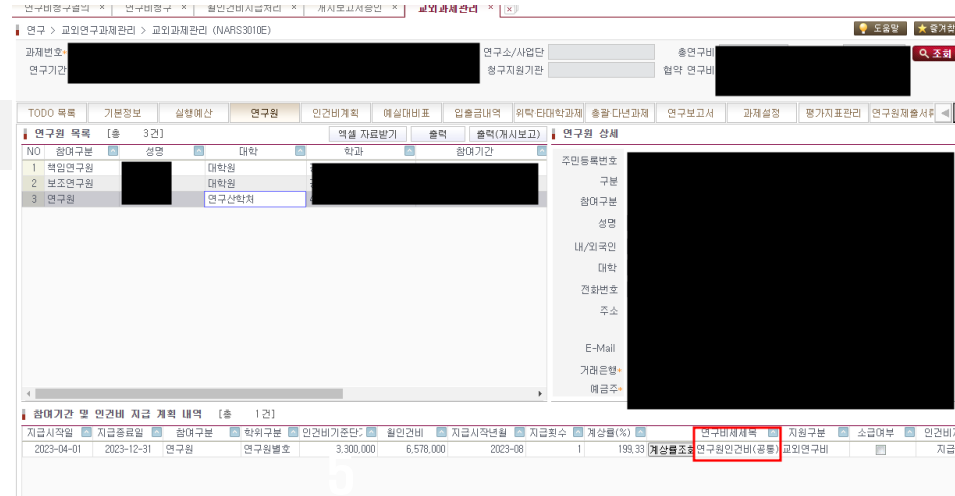 연구비청구결의 × 연구비청구 × 월인건비지급처리 × 개시보고서승인 × 교외과제관리 × x
연구 > 교외연구과제관리 > 교외과제관리 (NARS3010E) 도움말
과제번호* 연구소/사업단 총연구비 조회
연구기간 청구지원기관 협약 연구비
TODO 목록 기본정보 실행예산 연구원 인건비계획 예실대비표 입출금내역 위탁·타대학과제 총괄·다년과제 연구보고서 과제설정 평가지표관리
연구원 목록 [총 3건] 엑셀 자료받기 출력 출력(개시보고) 연구원 상세
NO 참여구분 성명 대학 학과 참여기간
1 책임연구원 대학원
2 보조연구원 대학원
3 연구원 연구산학처
주민등록번호
구분
참여구분
성명
내/외국인
대학
전화번호
주소
E-Mail
거래은행*
예금주*
참여기간 및 인건비 지급 계획 내역 [총 1건]
지급시작일 지급종료일 참여구분 학위구분 인건비기준단가 월인건비 지급시작년월 지급횟수 계상률(%) 연구비세세목 지원구분 소급여부
2023-04-01 2023-12-31 연구원 연구원별호 3,300,000 6,578,000 2023-08 1 199.33 계상률조회 연구원인건비(공통) 교외연구비 지급
5